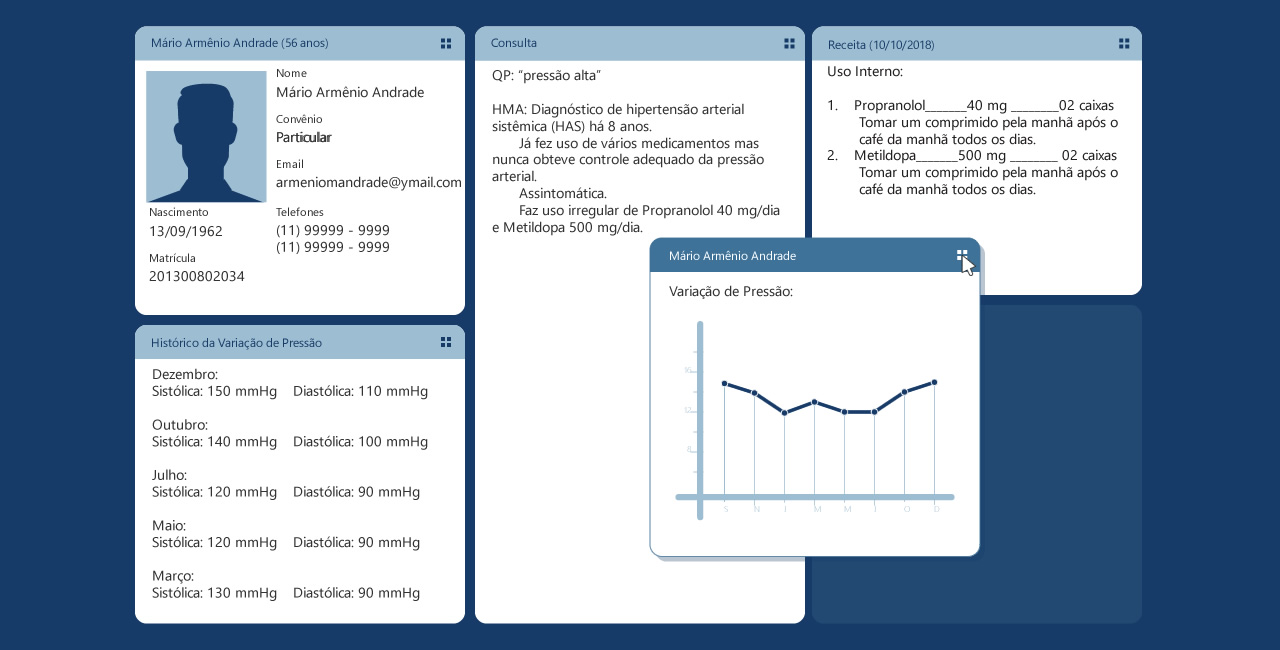 Mário Armênio Andrade (56 anos)
Nome
Mário Armênio Andrade
Convênio
Particular
Email
armeniomandrade@ymail.com
Nascimento
13/09/1962
Telefones
(11) 99999 - 9999
(11) 99999 - 9999
Matrícula
201300802034
Histórico da Variação de Pressão
Dezembro:
Sistólica: 150 mmHg Diastólica: 110 mmHg
Outubro:
Sistólica: 140 mmHg Diastólica: 100 mmHg
Julho:
Sistólica: 120 mmHg Diastólica: 90 mmHg
Maio:
Sistólica: 120 mmHg Diastólica: 90 mmHg
Março:
Sistólica: 130 mmHg Diastólica: 90 mmHg
Consulta
QP: “pressão alta”
HMA: Diagnóstico de hipertensão arterial
sistêmica (HAS) há 8 anos.
Já fez uso de vários medicamentos mas
nunca obteve controle adequado da pressão
arterial.
Assintomática.
Faz uso irregular de Propranolol 40 mg/dia
e Metildopa 500 mg/dia.
Receita (10/10/2018)
Uso Interno:
1. Propranolol_______40 mg ________02 caixas
Tomar um comprimido pela manhã após o
café da manhã todos os dias.
2. Metildopa_______500 mg ________ 02 caixas
Tomar um comprimido pela manhã após o
café da manhã todos os dias.
Mário Armênio Andrade
Variação de Pressão:
16
12
8
S N J M M J O D